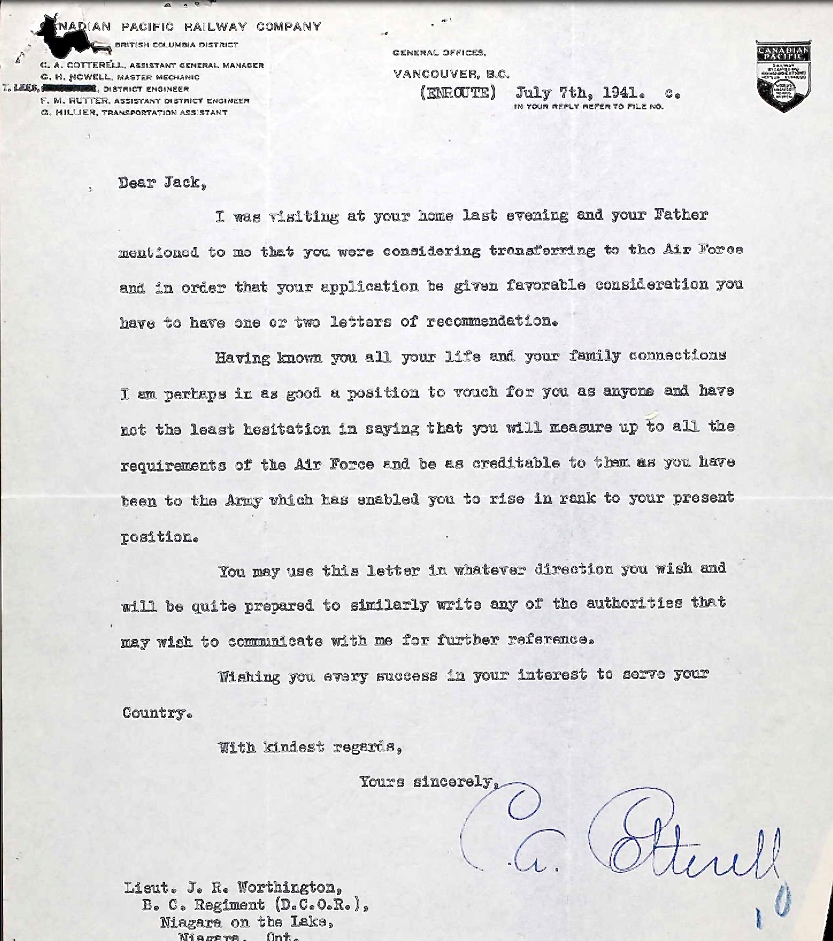 CANADIAN PACIFIC RAILWAY COMPANY
BRITISH COLUMBIA DISTRICT
C. A. COTTERELL, ASSISTANT GENERAL MANAGER
G. H. NOWELL, MASTER MECHANIC
T. LEES, DISTRICT ENGINEER
F. M. RUTTER, ASSISTANT DISTRICT ENGINEER
G. HILLIER, TRANSPORTATION ASSISTANT
GENERAL OFFICES,
VANCOUVER, B.C.
(ENROUTE) July 7th, 1941. c.
IN YOUR REPLY REFER TO FILE NO.
CANADIAN
PACIFIC
Dear Jack,
I was visiting at your home last evening and your Father
mentioned to me that you were considering transferring to the Air Force
and in order that your application be given favorable consideration you
have to have one or two letters of recommendation.
Having known you all your life and your family connections
I am perhaps in as good a position to vouch for you as anyone and have
not the least hesitation in saying that you will measure up to all the
requirements of the Air Force and be as creditable to them as you have
been to the Army which has enabled you to rise in rank to your present
position.
You may use this letter in whatever direction you wish and
will be quite prepared to similarly write any of the authorities that
may wish to communicate with me for further reference.
Wishing you every success in your interest to serve your
Country.
With kindest regards,
Yours sincerely,
C. A. Cotterell
Lieut. J. R. Worthington,
B. C. Regiment (D.C.O.R.),
Niagara on the Lake,
Niagara, Ont.